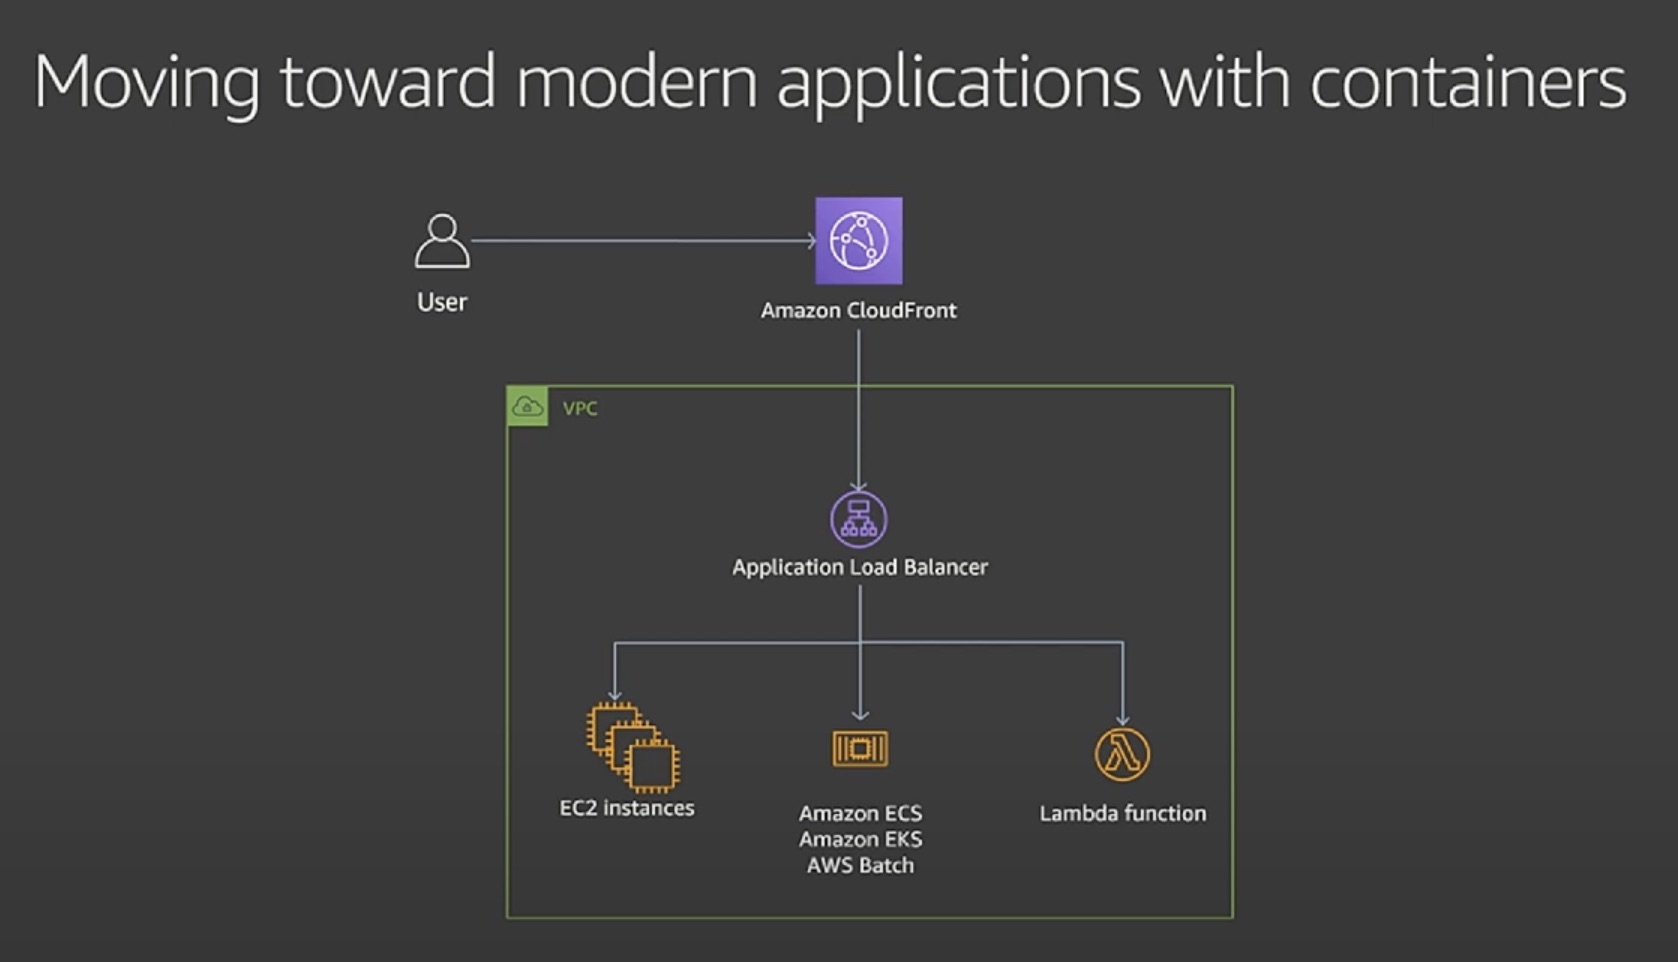 Moving toward modern applications with containers
User
Amazon CloudFront
VPC
Application Load Balancer
EC2 instances
Amazon ECS
Amazon EKS
AWS Batch
Lambda function